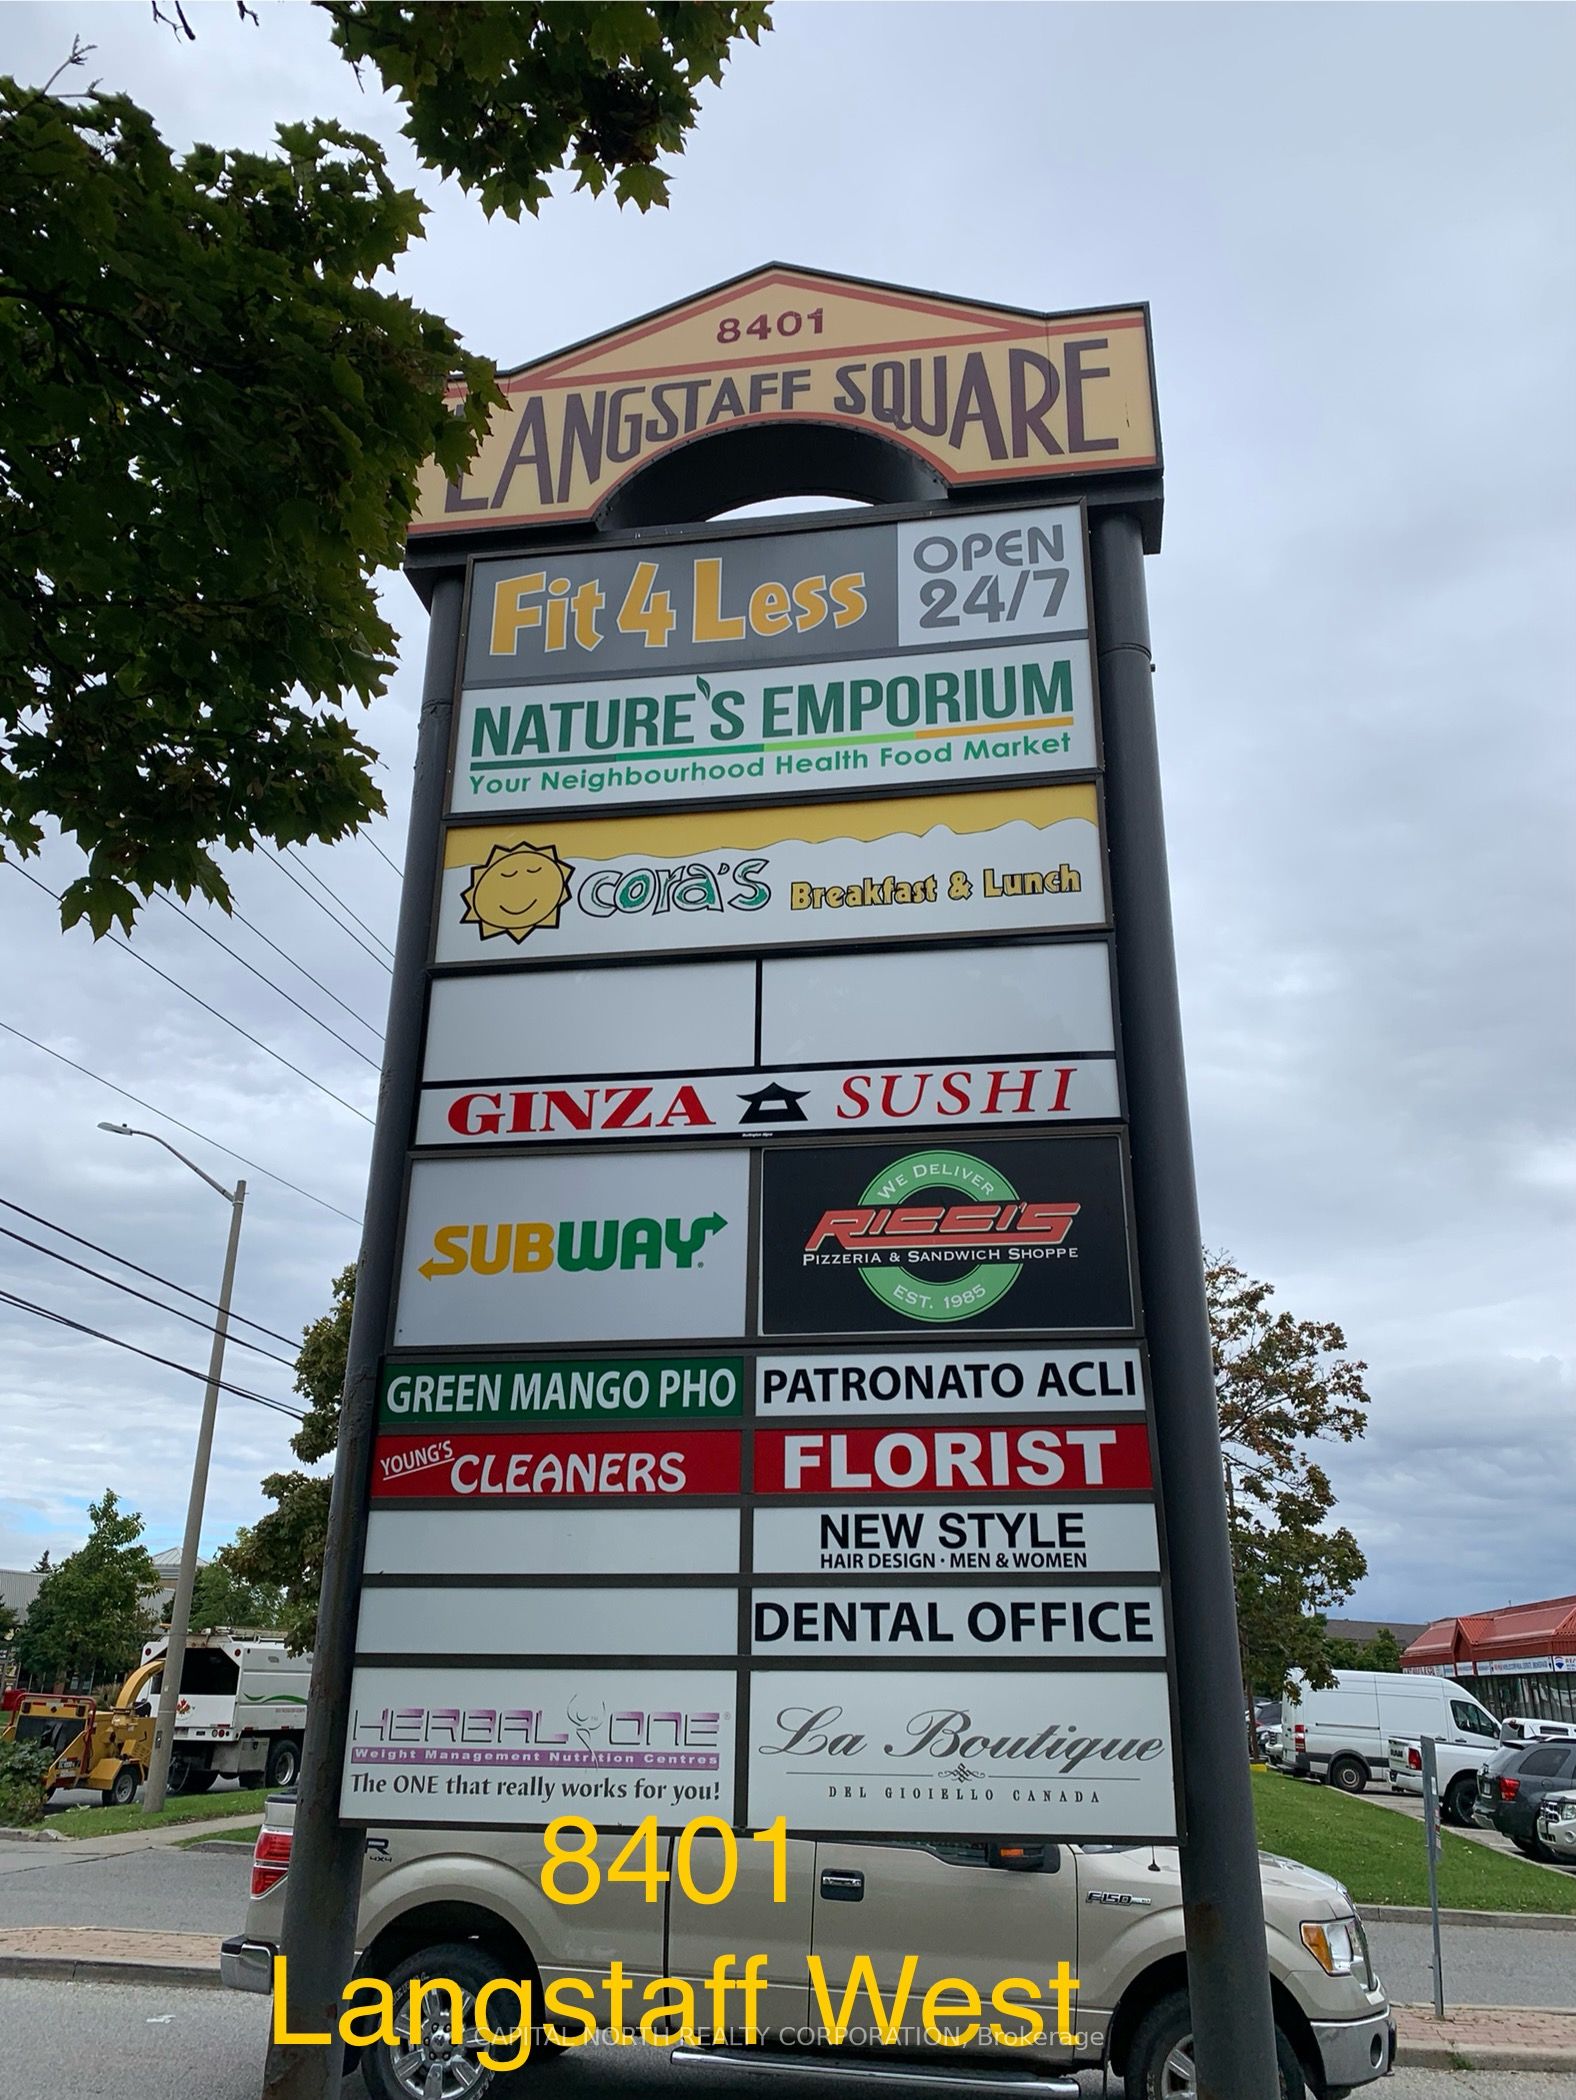 8401
LANGSTAFF SQUARE
Fit 4 Less
OPEN
24/7
NATURE'S EMPORIUM
Your Neighbourhood Health Food Market
cora's Breakfast & Lunch
GINZA SUSHI
SUBWAY
WE DELIVER
RICCI'S
PIZZERIA & SANDWICH SHOPPE
EST. 1985
GREEN MANGO PHO
PATRONATO ACLI
YOUNG'S CLEANERS
FLORIST
NEW STYLE
HAIR DESIGN · MEN & WOMEN
DENTAL OFFICE
HERBAL ONE
Weight Management Nutrition Centres
The ONE that really works for you!
La Boutique
DEL GIOIELLO CANADA
R
4X4
F150
8401
Langstaff West
CAPITAL NORTH REALTY CORPORATION, Brokerage